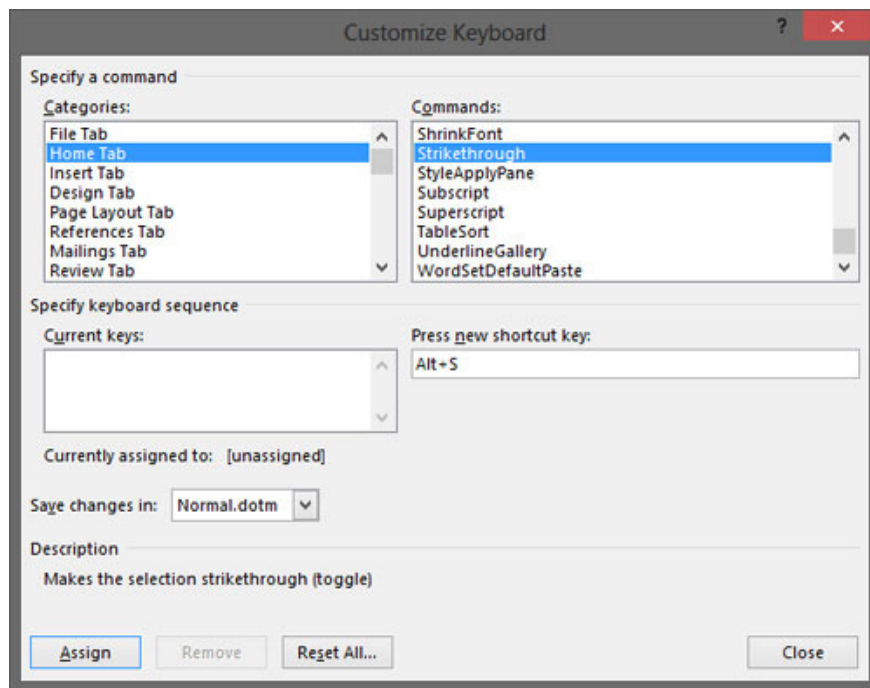 Customize Keyboard
?
Specify a command
Categories:
File Tab
Home Tab
Insert Tab
Design Tab
Page Layout Tab
References Tab
Mailings Tab
Review Tab
Commands:
ShrinkFont
Strikethrough
StyleApplyPane
Subscript
Superscript
TableSort
UnderlineGallery
WordSetDefaultPaste
Specify keyboard sequence
Current keys:
Press new shortcut key:
Alt+S
Currently assigned to: [unassigned]
Save changes in: Normal.dotm
Description
Makes the selection strikethrough (toggle)
Assign Remove Reset All... Close